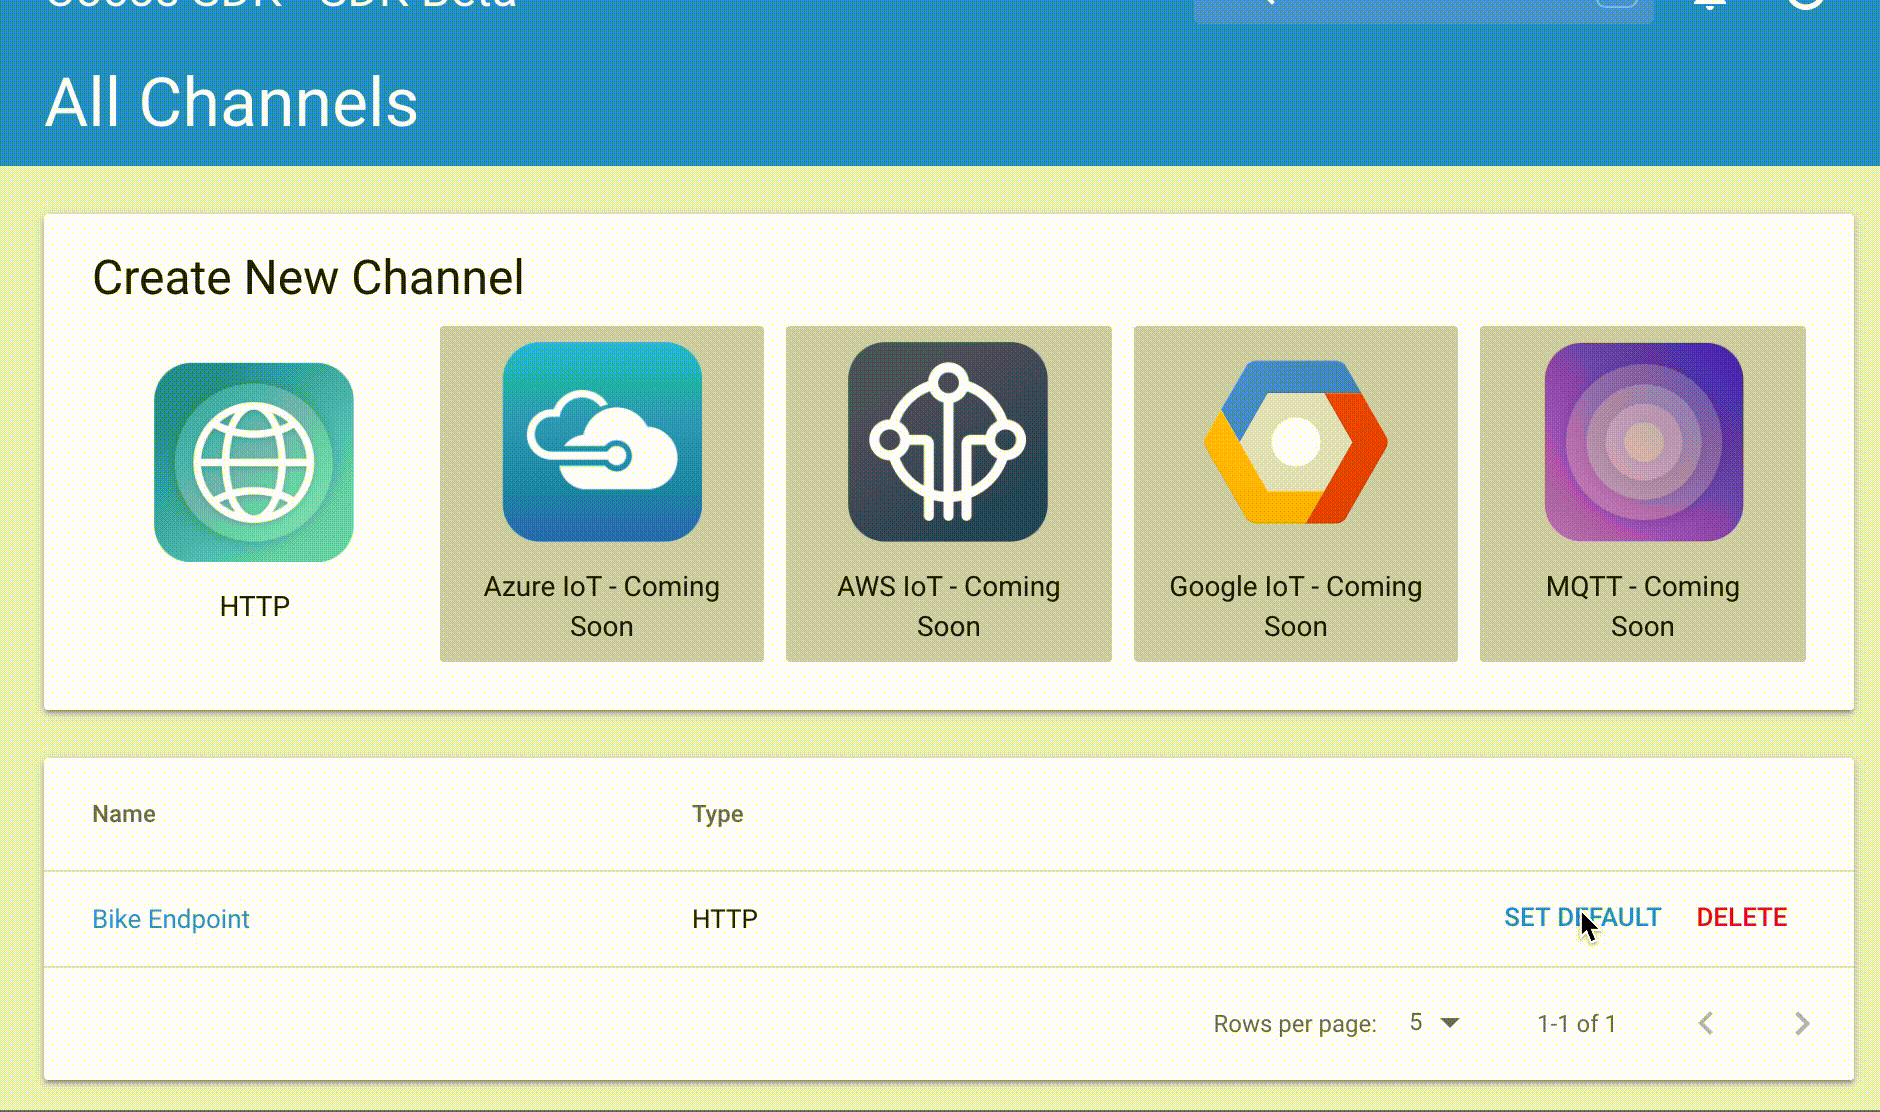 All Channels
Create New Channel
HTTP
Azure IoT - Coming
Soon
AWS IoT - Coming
Soon
Google IoT - Coming
Soon
MQTT - Coming
Soon
Name Type
Bike Endpoint HTTP SET DEFAULT DELETE
Rows per page: 5 1-1 of 1